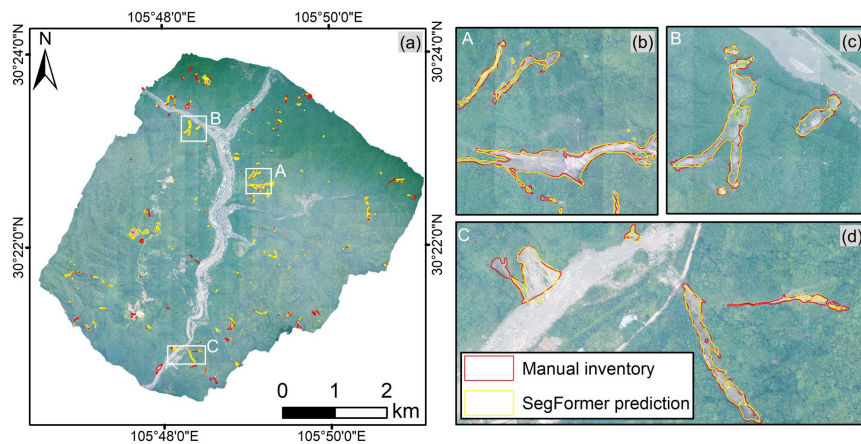 105°48'0"E 105°50'0"E
N
(a)
30°24'0"N
30°22'0"N
B
A
C
0 1 2
km
105°48'0"E 105°50'0"E
30°24'0"N
30°22'0"N
A
(b)
B
(c)
C
(d)
Manual inventory
SegFormer prediction